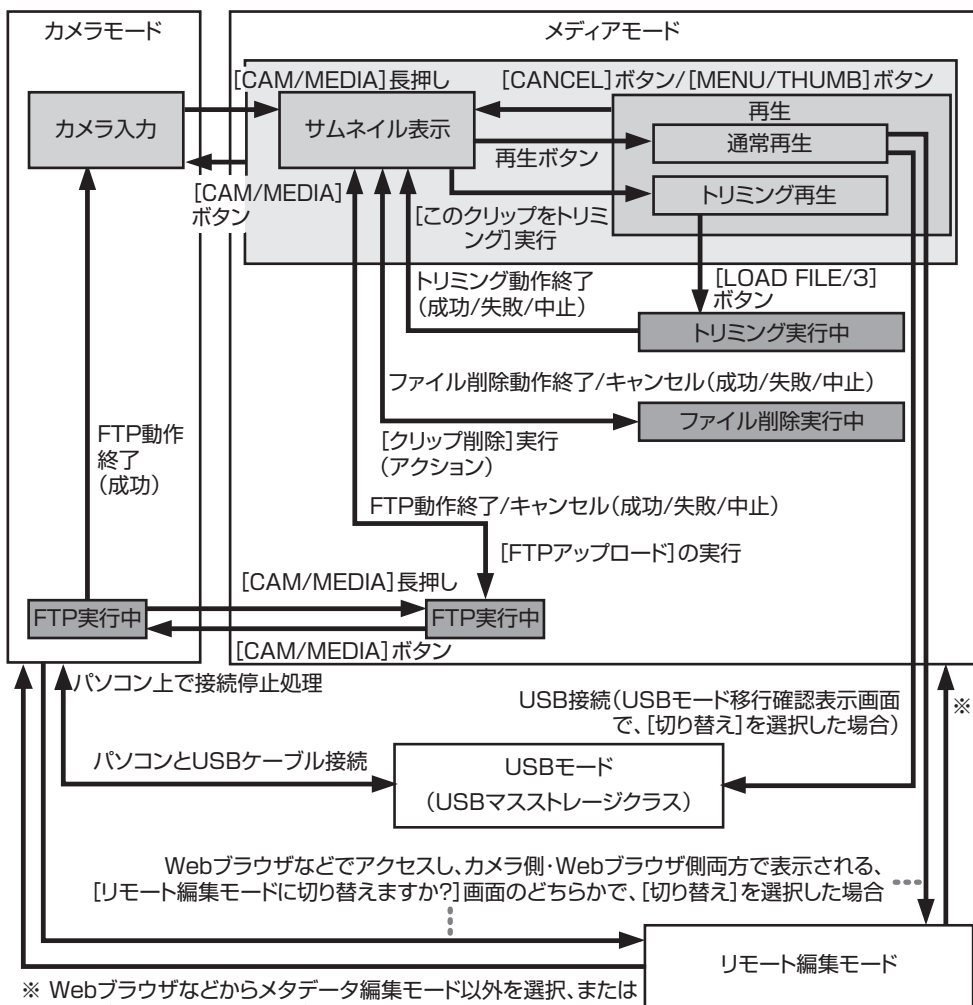 カメラモード
メディアモード
[CAM/MEDIA]長押し
[CANCEL]ボタン/[MENU/THUMB]ボタン
カメラ入力
サムネイル表示
再生
通常再生
再生ボタン
[CAM/MEDIA]
ボタン
トリミング再生
[このクリップをトリミ
ング]実行
トリミング動作終了
(成功/失敗/中止)
[LOAD FILE/3]
ボタン
トリミング実行中
ファイル削除動作終了/キャンセル(成功/失敗/中止)
ファイル削除実行中
[クリップ削除]実行
(アクション)
FTP動作
終了
(成功)
FTP動作終了/キャンセル(成功/失敗/中止)
[FTPアップロード]の実行
[CAM/MEDIA]長押し
FTP実行中
FTP実行中
[CAM/MEDIA]ボタン
パソコン上で接続停止処理
USB接続(USBモード移行確認表示画面
で、[切り替え]を選択した場合)
※
パソコンとUSBケーブル接続
USBモード
(USBマスストレージクラス)
Webブラウザなどでアクセスし、カメラ側・Webブラウザ側両方で表示される、
[リモート編集モードに切り替えますか?]画面のどちらかで、[切り替え]を選択した場合
リモート編集モード
※ Webブラウザなどからメタデータ編集モード以外を選択、または